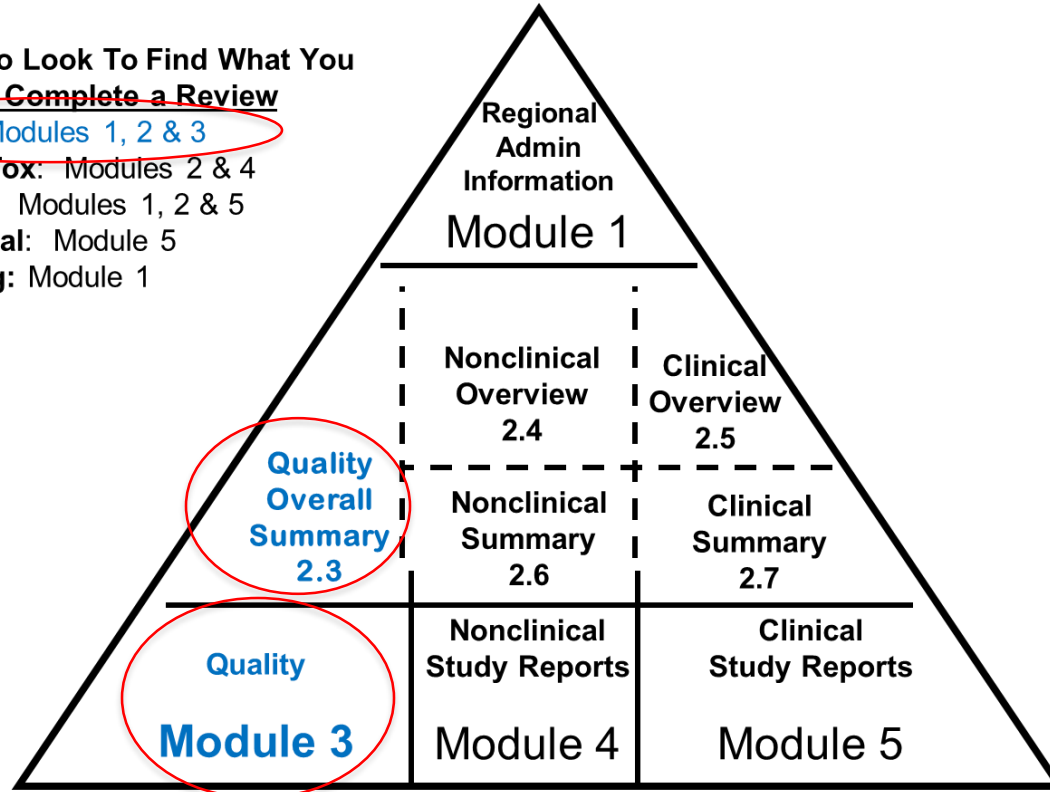 o Look To Find What You
Complete a Review
Modules 1, 2 & 3
ox: Modules 2 & 4
Modules 1, 2 & 5
al: Module 5
g: Module 1
Regional
Admin
Information
Module 1
Nonclinical
Overview
2.4
Clinical
Overview
2.5
Quality
Overall
Summary
2.3
Nonclinical
Summary
2.6
Clinical
Summary
2.7
Quality
Module 3
Nonclinical
Study Reports
Module 4
Clinical
Study Reports
Module 5